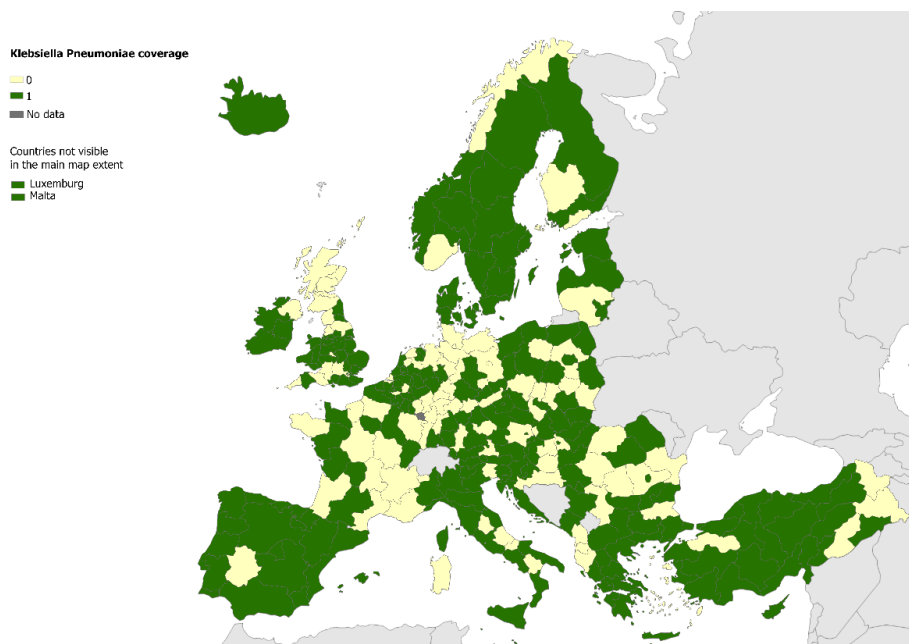 Klebsiella Pneumoniae coverage
0
1
No data
Countries not visible
in the main map extent
Luxemburg
Malta